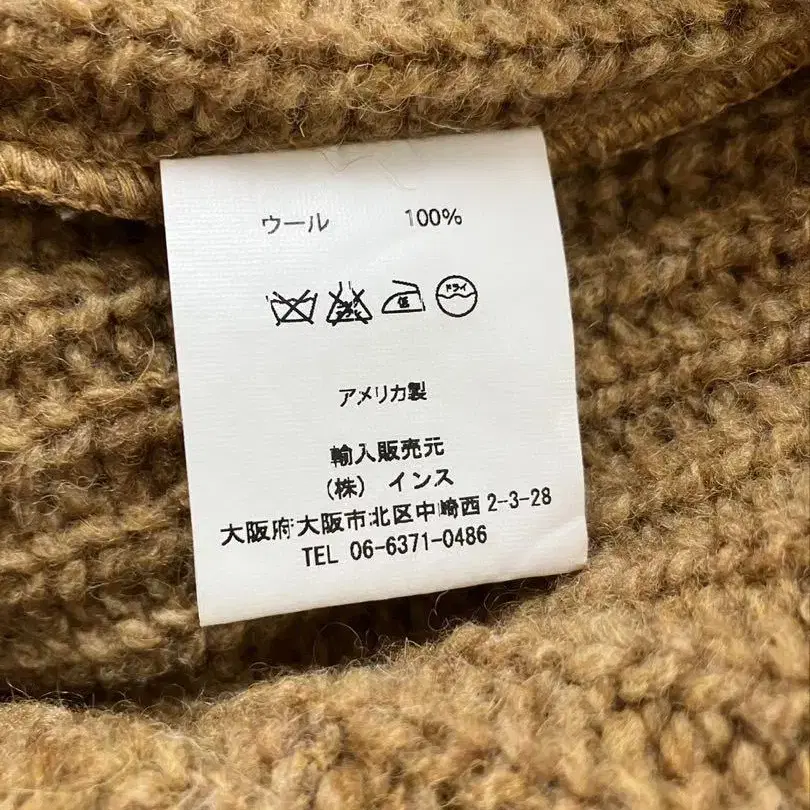 ウール 100%
低 ドライ
アメリカ製
輸入販売元
(株) インス
大阪府大阪市北区中崎西 2-3-28
TEL 06-6371-0486